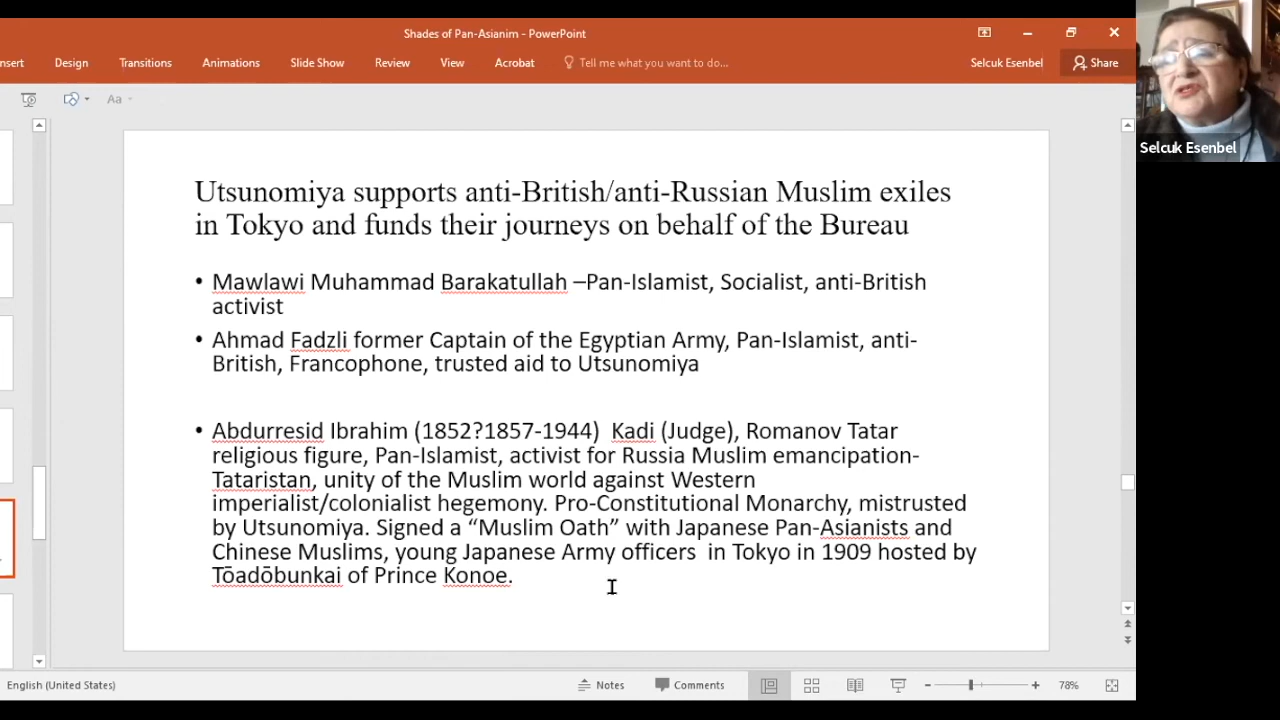 Shades of Pan-Asianim - PowerPoint
nsert Design Transitions Animations Slide Show Review View Acrobat Tell me what you want to do... Selcuk Esenbel Share
Aa
Selcuk Esenbel
Utsunomiya supports anti-British/anti-Russian Muslim exiles
in Tokyo and funds their journeys on behalf of the Bureau
• Mawlawi Muhammad Barakatullah –Pan-Islamist, Socialist, anti-British
activist
• Ahmad Fadzli former Captain of the Egyptian Army, Pan-Islamist, anti-
British, Francophone, trusted aid to Utsunomiya
• Abdurresid Ibrahim (1852?1857-1944) Kadi (Judge), Romanov Tatar
religious figure, Pan-Islamist, activist for Russia Muslim emancipation-
Tataristan, unity of the Muslim world against Western
imperialist/colonialist hegemony. Pro-Constitutional Monarchy, mistrusted
by Utsunomiya. Signed a “Muslim Oath” with Japanese Pan-Asianists and
Chinese Muslims, young Japanese Army officers in Tokyo in 1909 hosted by
Tōadōbunkai of Prince Konoe.
English (United States) Notes Comments 78%